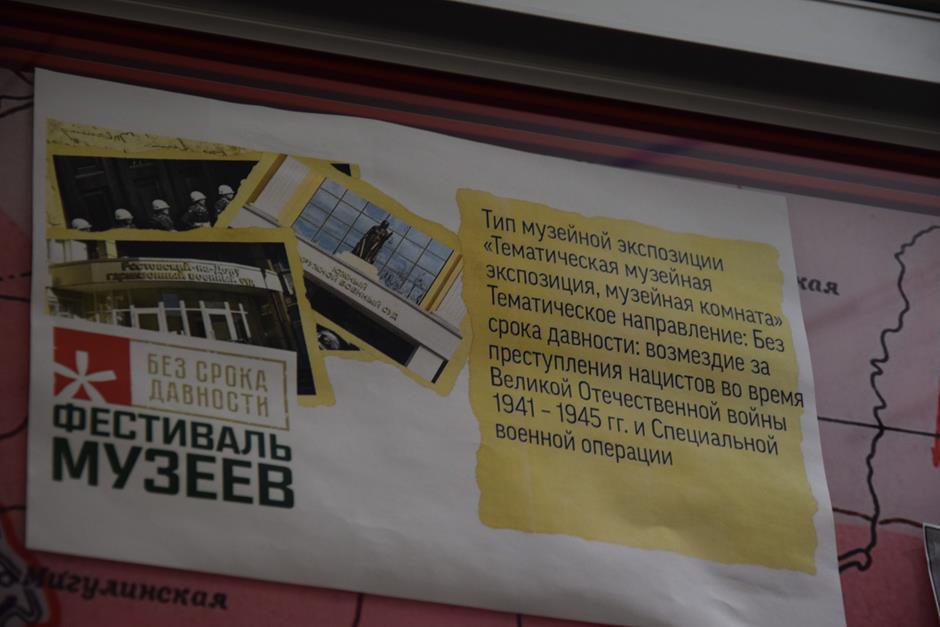 Ростовский-на-Дону
гарнизонный военный суд
ЮЖНЫЙ
ОКРУЖНОЙ ВОЕННЫЙ СУД
БЕЗ СРОКА
ДАВНОСТИ
ФЕСТИВАЛЬ
МУЗЕЕВ
Тип музейной экспозиции
«Тематическая музейная
экспозиция, музейная комната»
Тематическое направление: Без
срока давности: возмездие за
преступления нацистов во время
Великой Отечественной войны
1941 – 1945 гг. и Специальной
военной операции
ская
Мигулинская